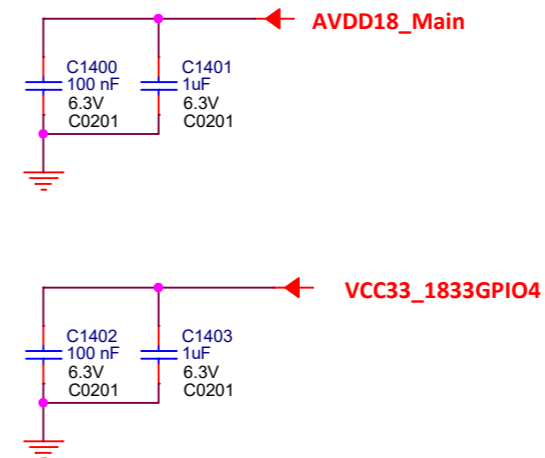 AVDD18_Main
C1400 C1401
100 nF 1uF
6.3V 6.3V
C0201 C0201
VCC33_1833GPIO4
C1402 C1403
100 nF 1uF
6.3V 6.3V
C0201 C0201